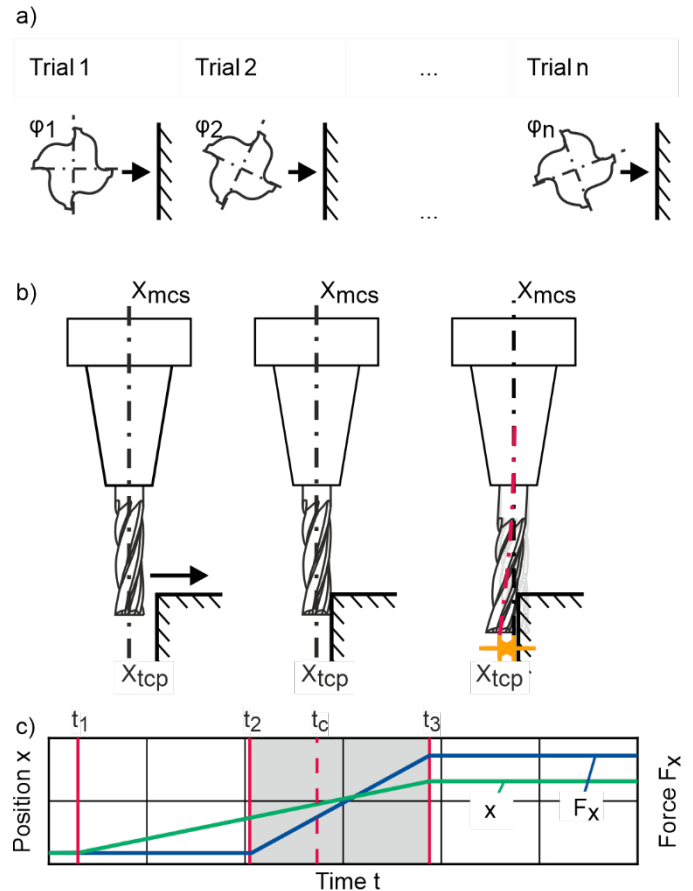 a)
Trial 1 Trial 2 ... Trial n
φ1 φ2 φn
...
b)
Xmcs Xmcs Xmcs
Xtcp Xtcp Xtcp
c)
t1 t2 tc t3
Position x
x Fx
Force Fx
Time t